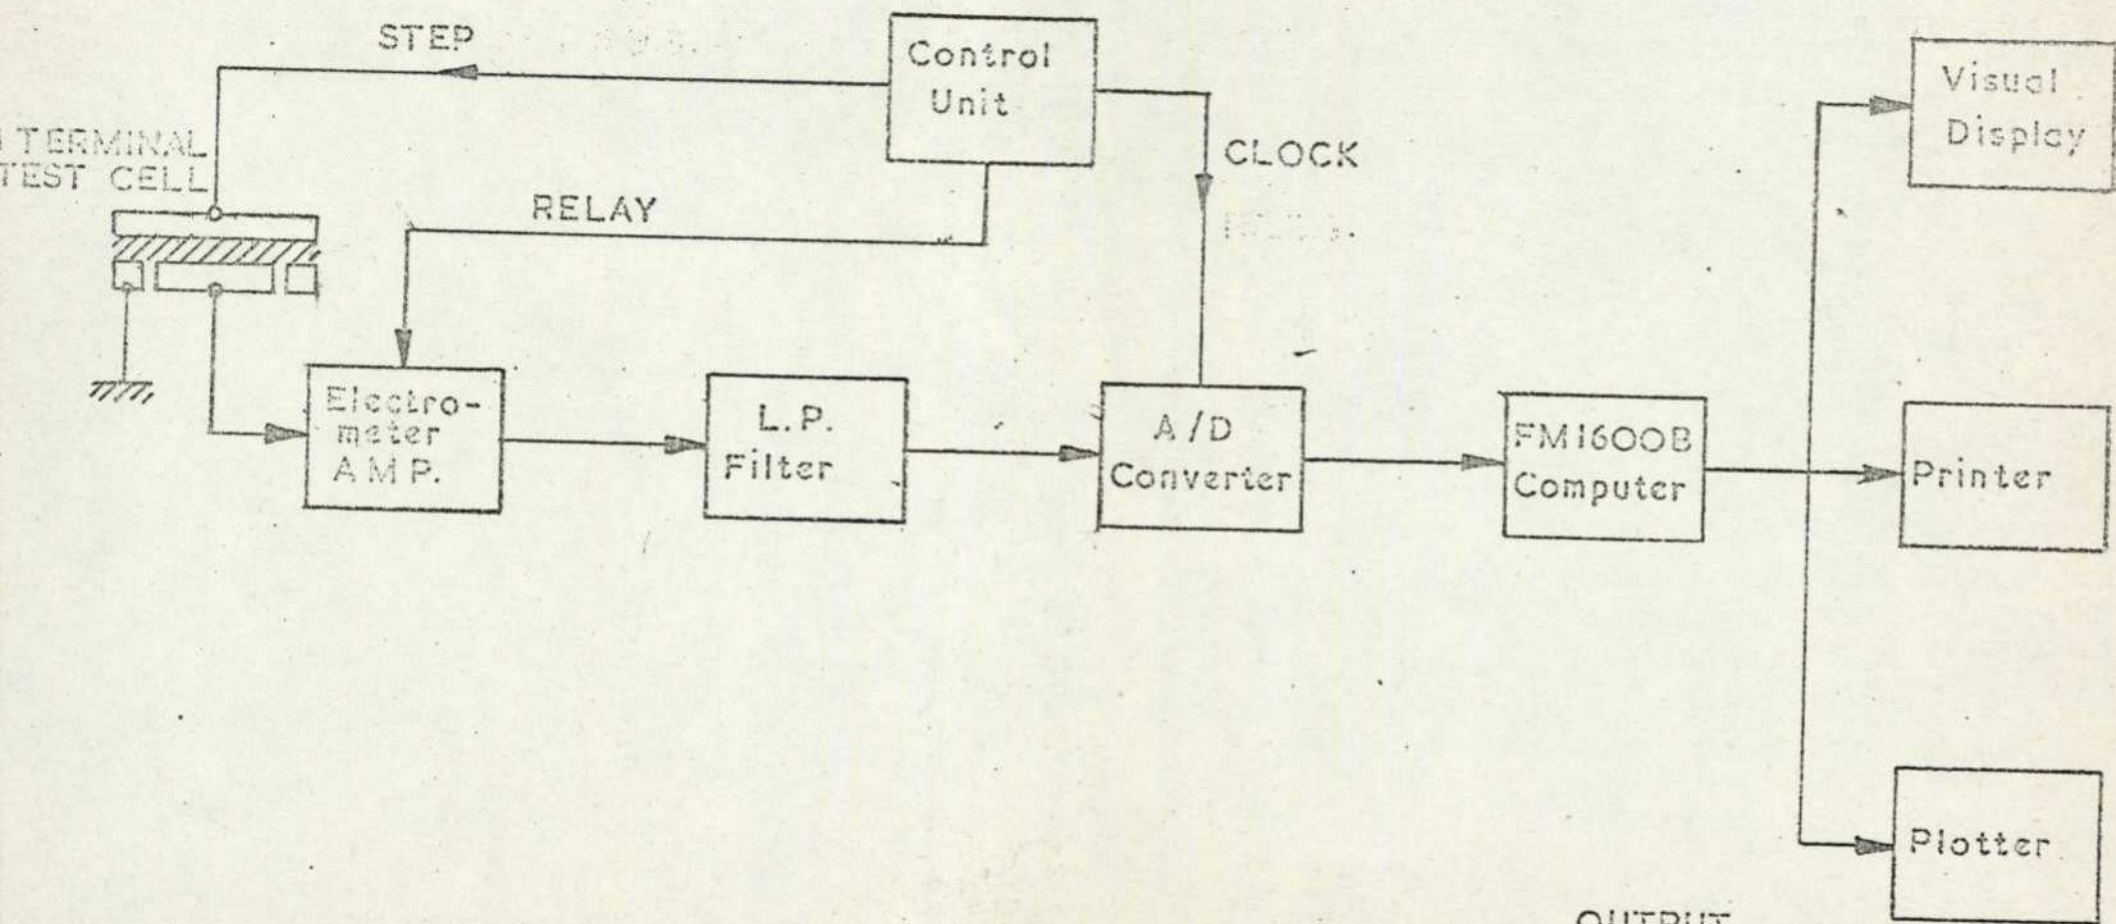 STEP
Control
Unit
Visual
Display
TERMINAL
TEST CELL
CLOCK
RELAY
Electro-
meter
AMP.
L.P.
Filter
A/D
Converter
FM1600B
Computer
Printer
Plotter
OUTPUT